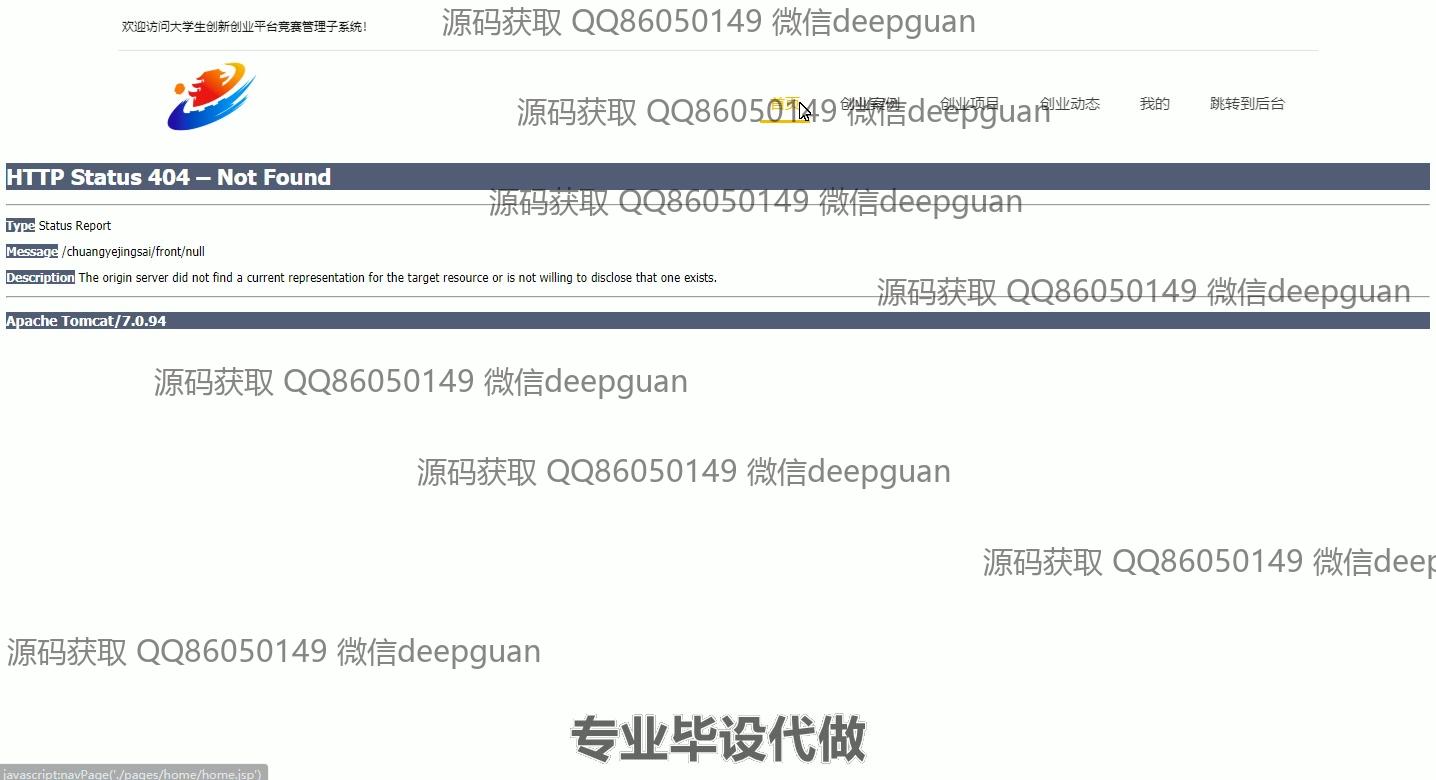 欢迎访问大学生创新创业平台竞赛管理子系统!
源码获取 QQ86050149 微信deepguan
首页 创业案例 创业项目 创业动态 我的 跳转到后台
源码获取 QQ86050149 微信deepguan
HTTP Status 404 – Not Found
源码获取 QQ86050149 微信deepguan
Type Status Report
Message /chuangyejingsai/front/null
Description The origin server did not find a current representation for the target resource or is not willing to disclose that one exists.
源码获取 QQ86050149 微信deepguan
Apache Tomcat/7.0.94
源码获取 QQ86050149 微信deepguan
源码获取 QQ86050149 微信deepguan
源码获取 QQ86050149 微信deep
源码获取 QQ86050149 微信deepguan
专业毕设代做
javascript:navPage('./pages/home/home.jsp')